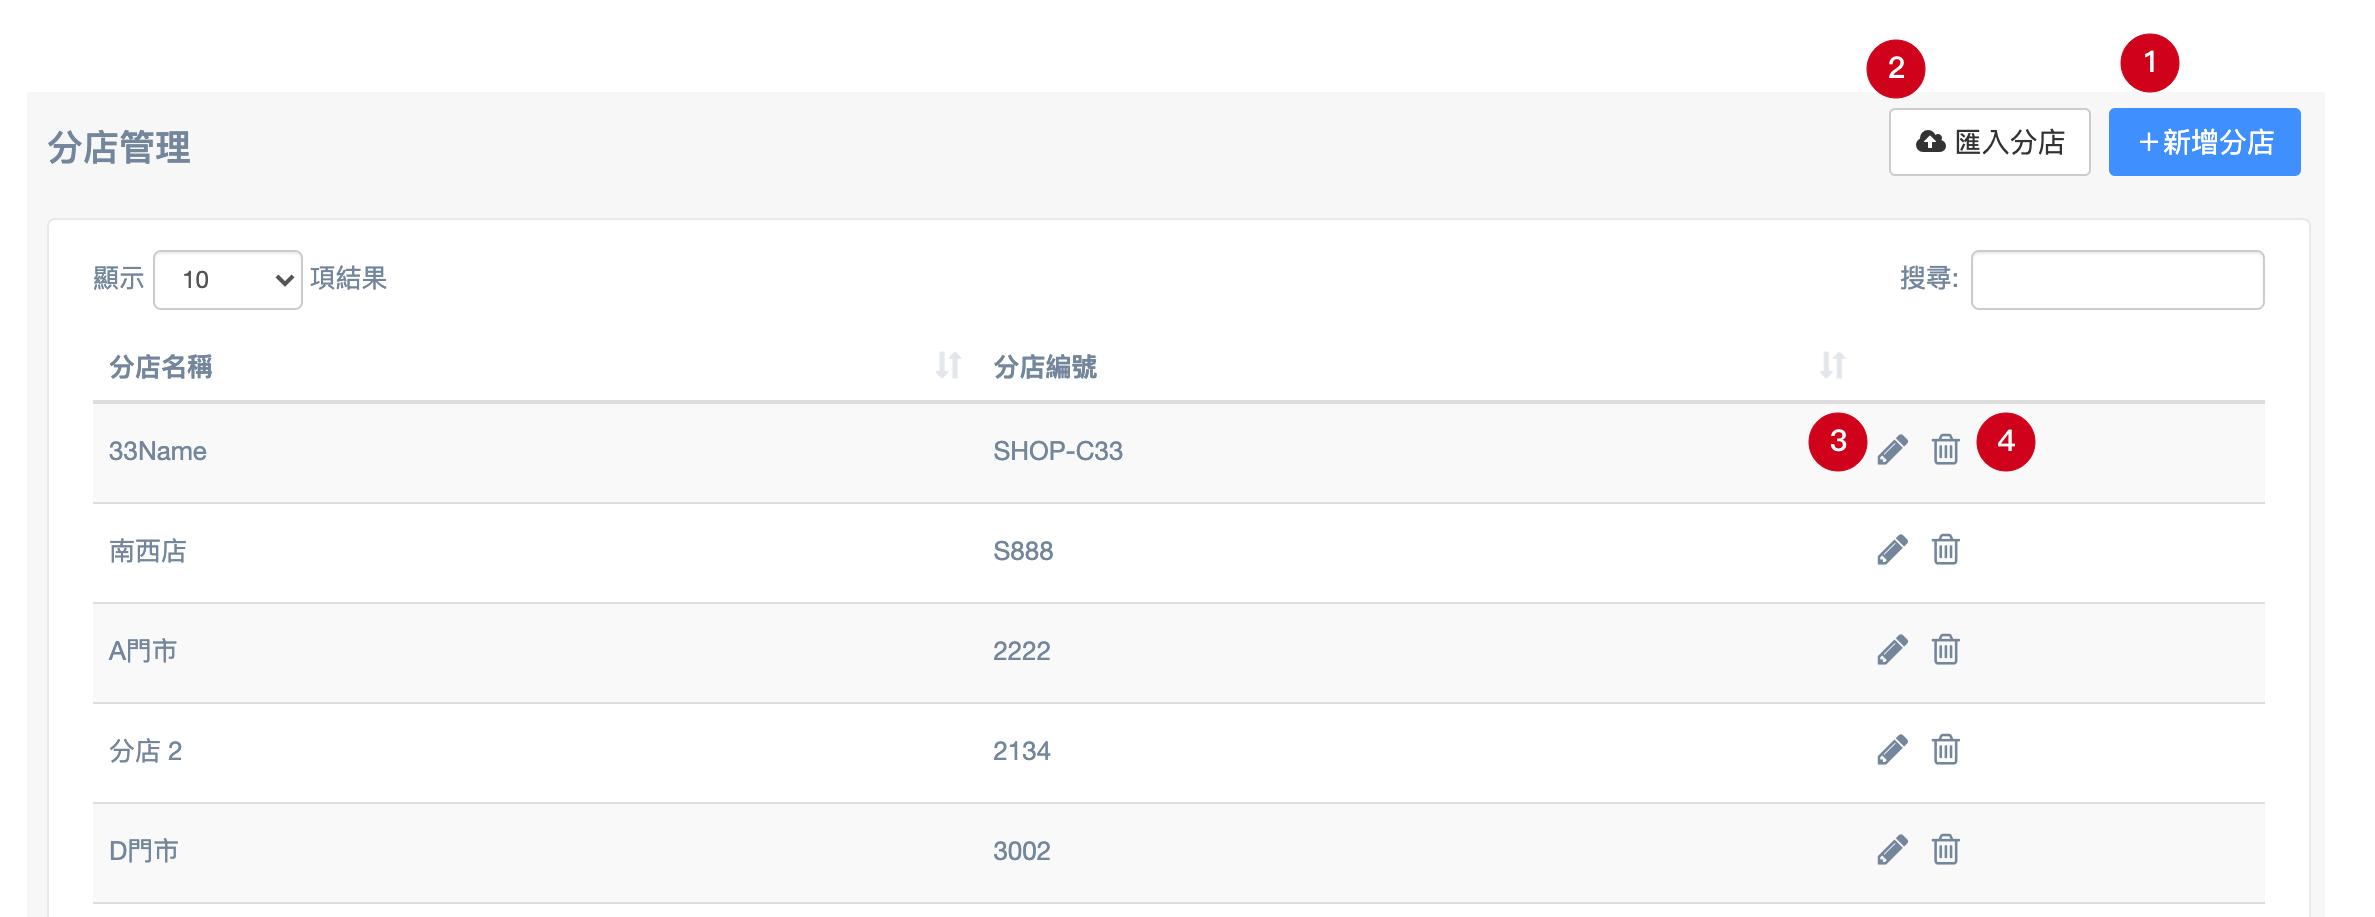 2
1
分店管理
匯入分店
＋新增分店
顯示 10 項結果
搜尋:
分店名稱 分店編號
33Name SHOP-C33 3 4
南西店 S888
A門市 2222
分店 2 2134
D門市 3002